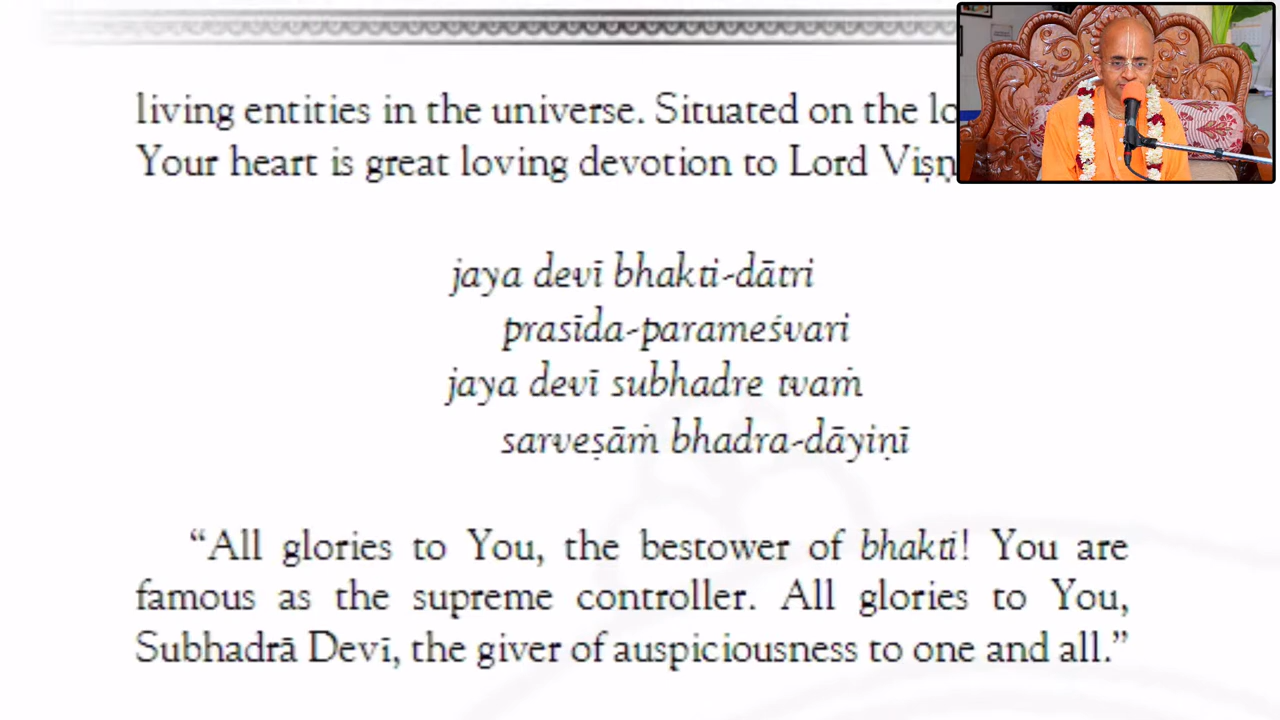 living entities in the universe. Situated on the
Your heart is great loving devotion to Lord
jaya devī bhakti-dātri
prasīda-parameśvari
jaya devī subhadre tvaṁ
sarveṣāṁ bhadra-dāyiṇī
“All glories to You, the bestower of bhakti! You are
famous as the supreme controller. All glories to You,
Subhadrā Devī, the giver of auspiciousness to one and all.”